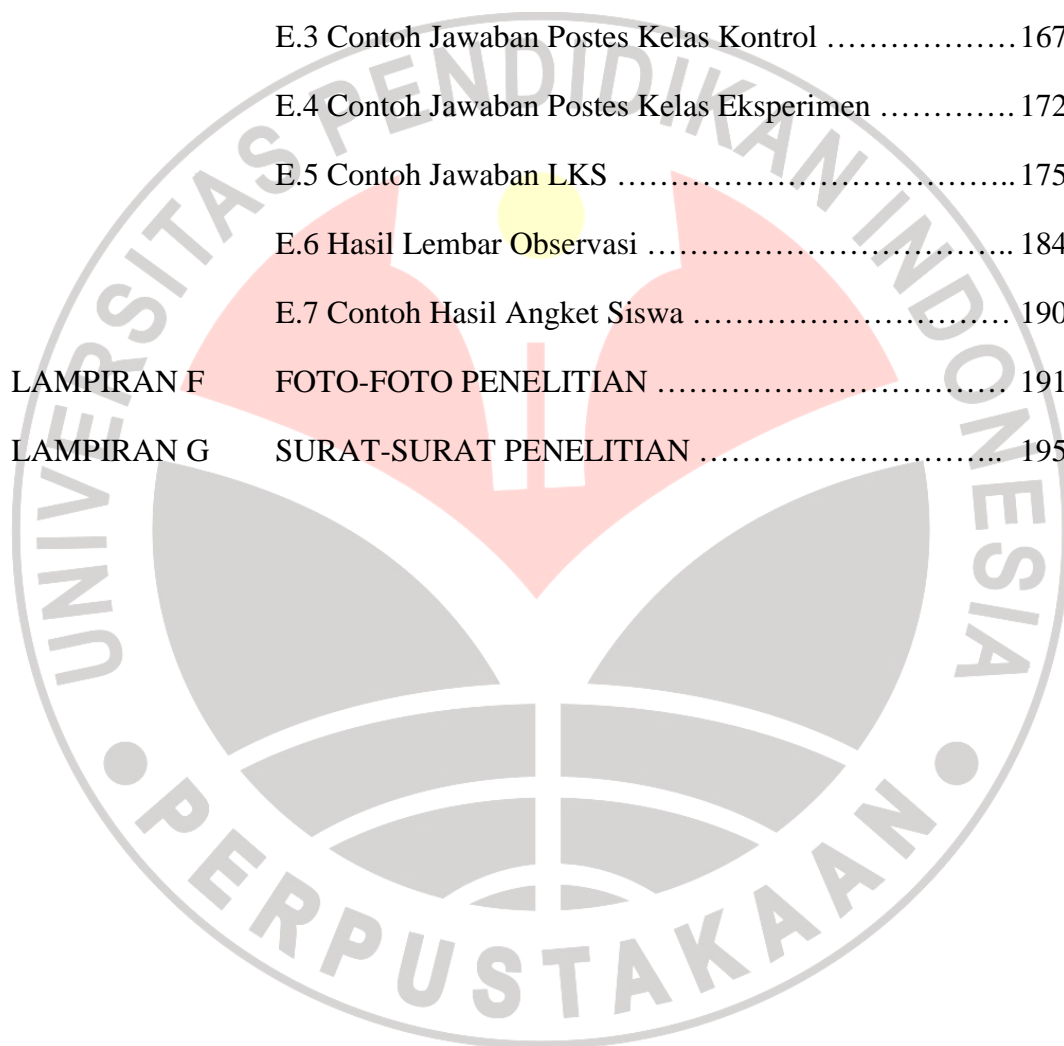 E.3 Contoh Jawaban Postes Kelas Kontrol ……………… 167
E.4 Contoh Jawaban Postes Kelas Eksperimen …………. 172
E.5 Contoh Jawaban LKS ……………………………….. 175
E.6 Hasil Lembar Observasi …………………………….. 184
E.7 Contoh Hasil Angket Siswa ………………………… 190
LAMPIRAN F FOTO-FOTO PENELITIAN …………………………… 191
LAMPIRAN G SURAT-SURAT PENELITIAN ……………………….. 195
UNIVERSITAS PENDIDIKAN INDONESIA
PERPUSTAKAAN